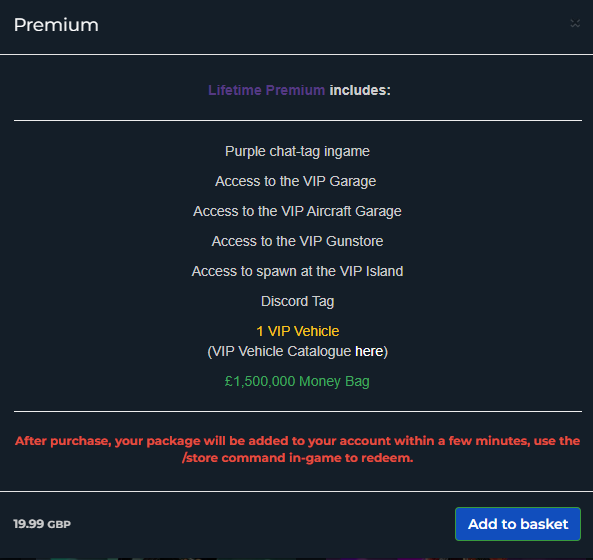 Premium
Lifetime Premium includes:
Purple chat-tag ingame
Access to the VIP Garage
Access to the VIP Aircraft Garage
Access to the VIP Gunstore
Access to spawn at the VIP Island
Discord Tag
1 VIP Vehicle
(VIP Vehicle Catalogue here)
£1,500,000 Money Bag
After purchase, your package will be added to your account within a few minutes, use the
/store command in-game to redeem.
19.99 GBP
Add to basket